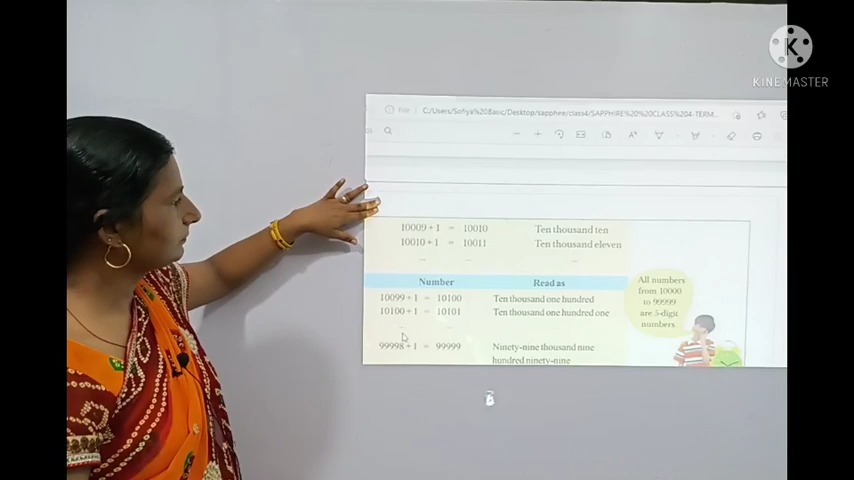 K
KINEMASTER
File
C:/Users/Sofiya%20Basic/Desktop/sapphire/class4/SAPPHIRE%20%20CLASS%204-TERM...
10009 + 1 = 10010 Ten thousand ten
10010 + 1 = 10011 Ten thousand eleven
Number Read as
10099 + 1 = 10100 Ten thousand one hundred
10100 + 1 = 10101 Ten thousand one hundred one
99998 + 1 = 99999 Ninety-nine thousand nine
hundred ninety-nine
All numbers
from 10000
to 99999
are 5-digit
numbers